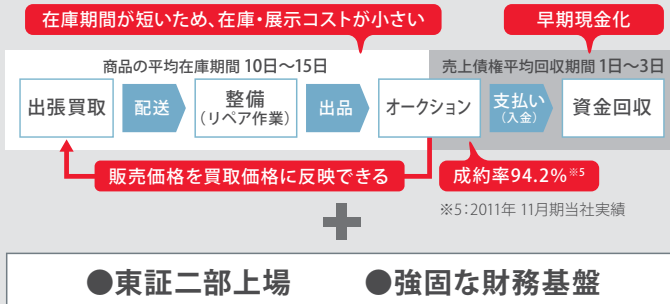 在庫期間が短いため、在庫・展示コストが小さい
早期現金化
商品の平均在庫期間 10日〜15日
売上債権平均回収期間 1日〜3日
出張買取
配送
整備
（リペア作業）
出品
オークション
支払い
（入金）
資金回収
販売価格を買取価格に反映できる
成約率94.2%※5
※5：2011年 11月期当社実績
●東証二部上場
●強固な財務基盤